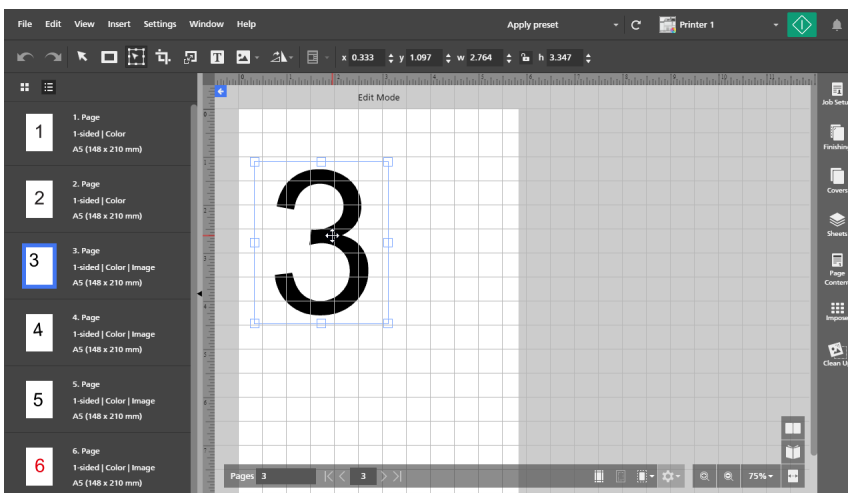 File Edit View Insert Settings Window Help Apply preset Printer 1
x 0.333 y 1.097 w 2.764 h 3.347
Edit Mode
1
1. Page
1-sided | Color
A5 (148 x 210 mm)
2
2. Page
1-sided | Color
A5 (148 x 210 mm)
3
3. Page
1-sided | Color | Image
A5 (148 x 210 mm)
4
4. Page
1-sided | Color | Image
A5 (148 x 210 mm)
5
5. Page
1-sided | Color | Image
A5 (148 x 210 mm)
6
6. Page
1-sided | Color | Image
A5 (148 x 210 mm)
3
Job Setu
Finishin
Covers
Sheets
Page
Conten
Impos
Clean U
Pages 3 3 75%